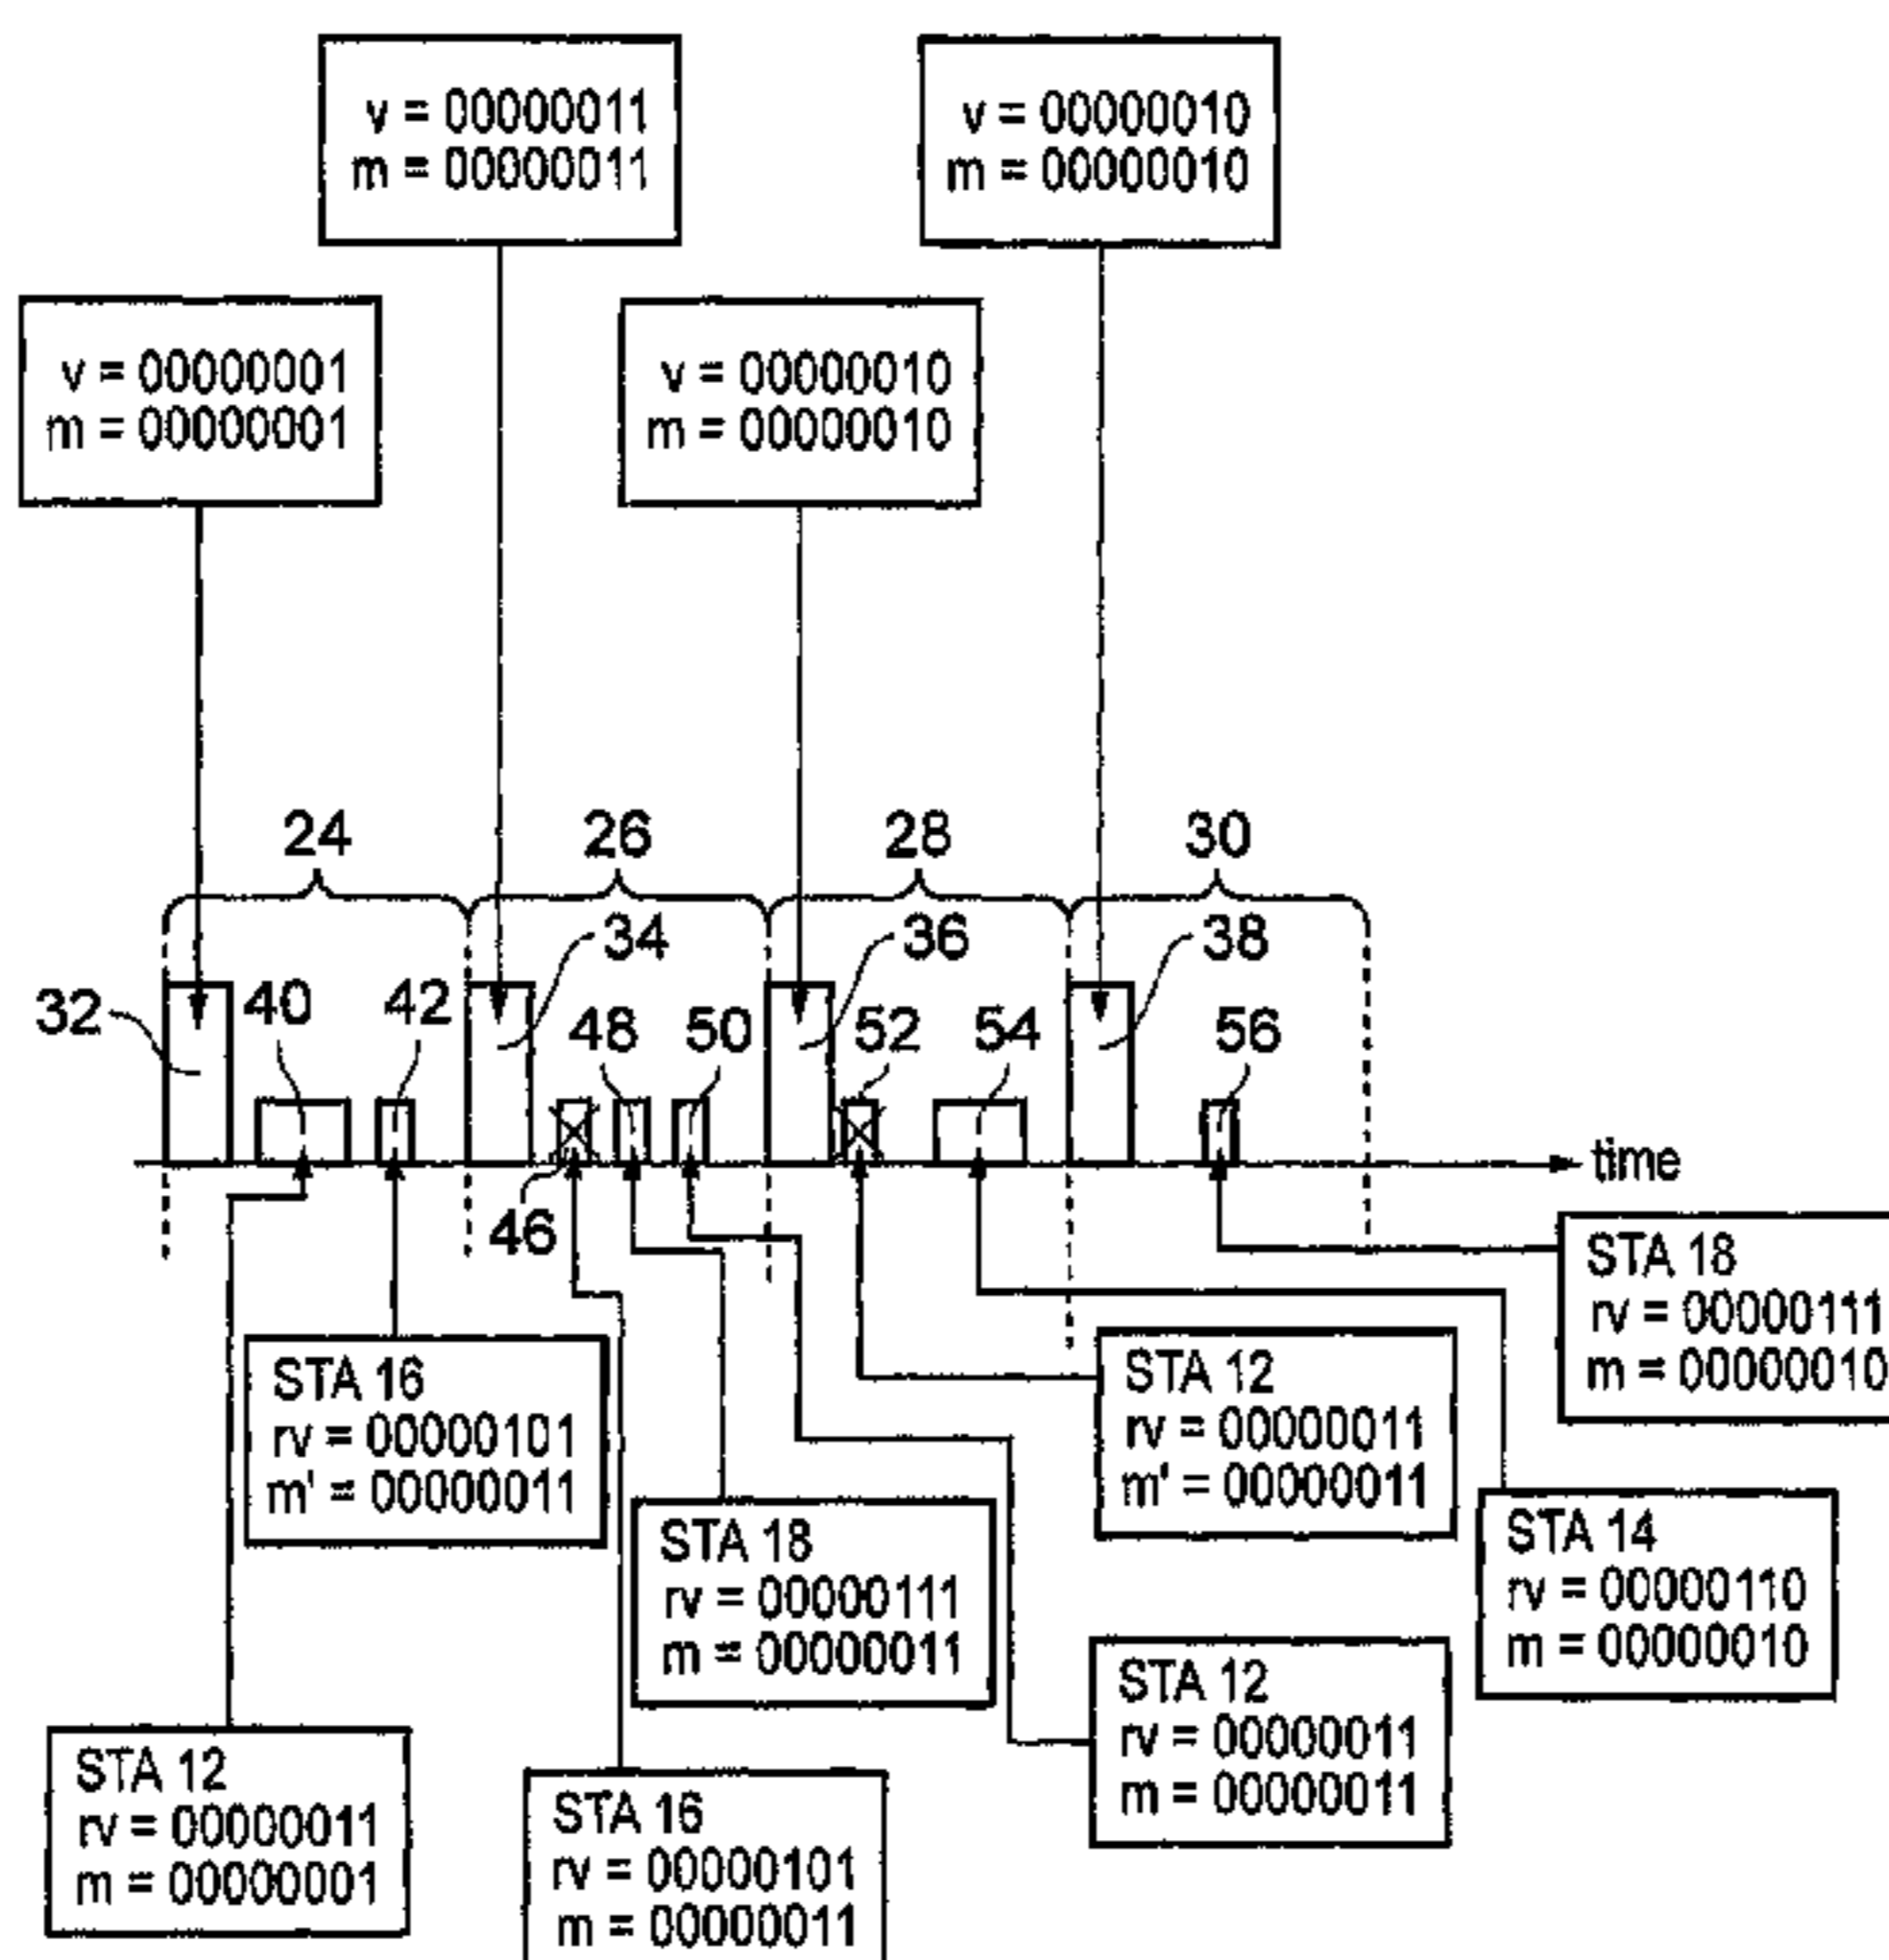 v = 00000011
m = 00000011
v = 00000010
m = 00000010
v = 00000001
m = 00000001
v = 00000010
m = 00000010
24
26
28
30
34
36
38
32
40
42
48
50
52
54
56
46
time
STA 18
rv = 00000111
m = 00000010
STA 16
rv = 00000101
m' = 00000011
STA 12
rv = 00000011
m' = 00000011
STA 18
rv = 00000111
m = 00000011
STA 14
rv = 00000110
m = 00000010
STA 12
rv = 00000011
m = 00000011
STA 12
rv = 00000011
m = 00000001
STA 16
rv = 00000101
m = 00000011